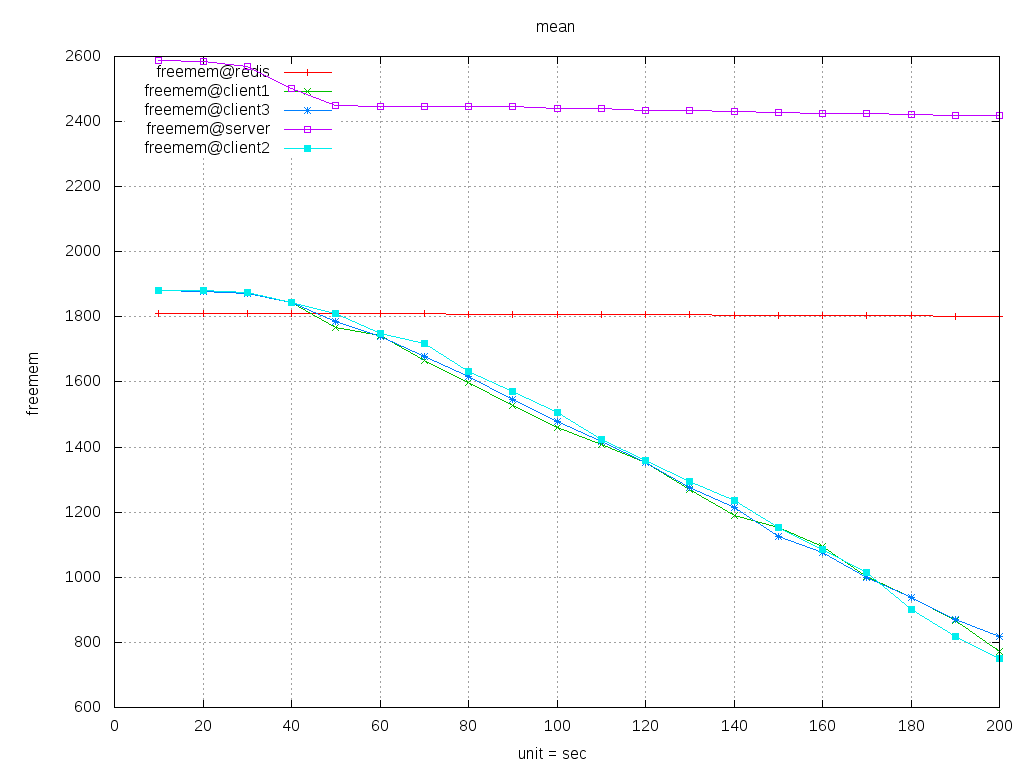 mean
2600
2400
2200
2000
1800
1600
1400
1200
1000
800
600
freemem
freemem@redis
freemem@client1
freemem@client3
freemem@server
freemem@client2
0 20 40 60 80 100 120 140 160 180 200
unit = sec